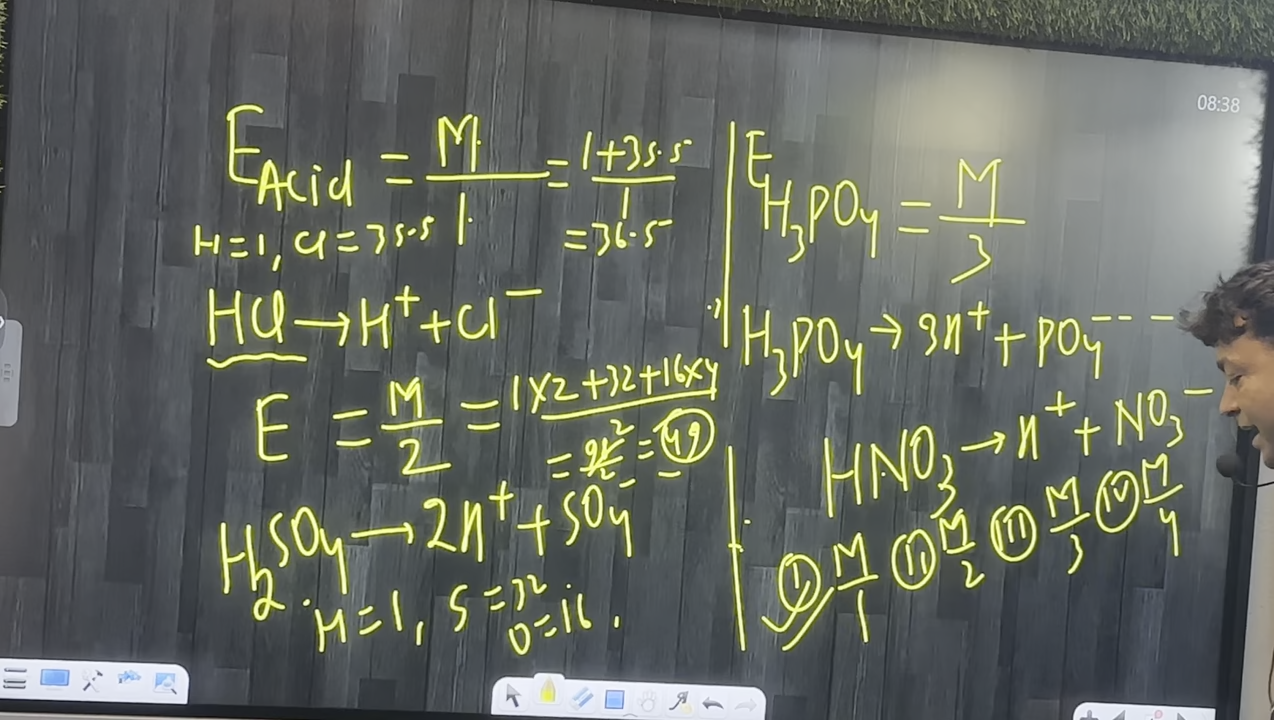 08:38
E_Acid = M/1 = (1+35.5)/1
H=1, Cl=35.5 = 36.5
HCl → H⁺ + Cl⁻
E = M/2 = 1×2+32+16×4
= 98/2 = 49
H₂SO₄ → 2H⁺ + SO₄⁻⁻
H=1, S=32
O=16.
E_H₃PO₄ = M/3
H₃PO₄ → 3H⁺ + PO₄⁻⁻⁻
HNO₃ → H⁺ + NO₃⁻
(I) M/1 (II) M/2 (III) M/3 (IV) M/4